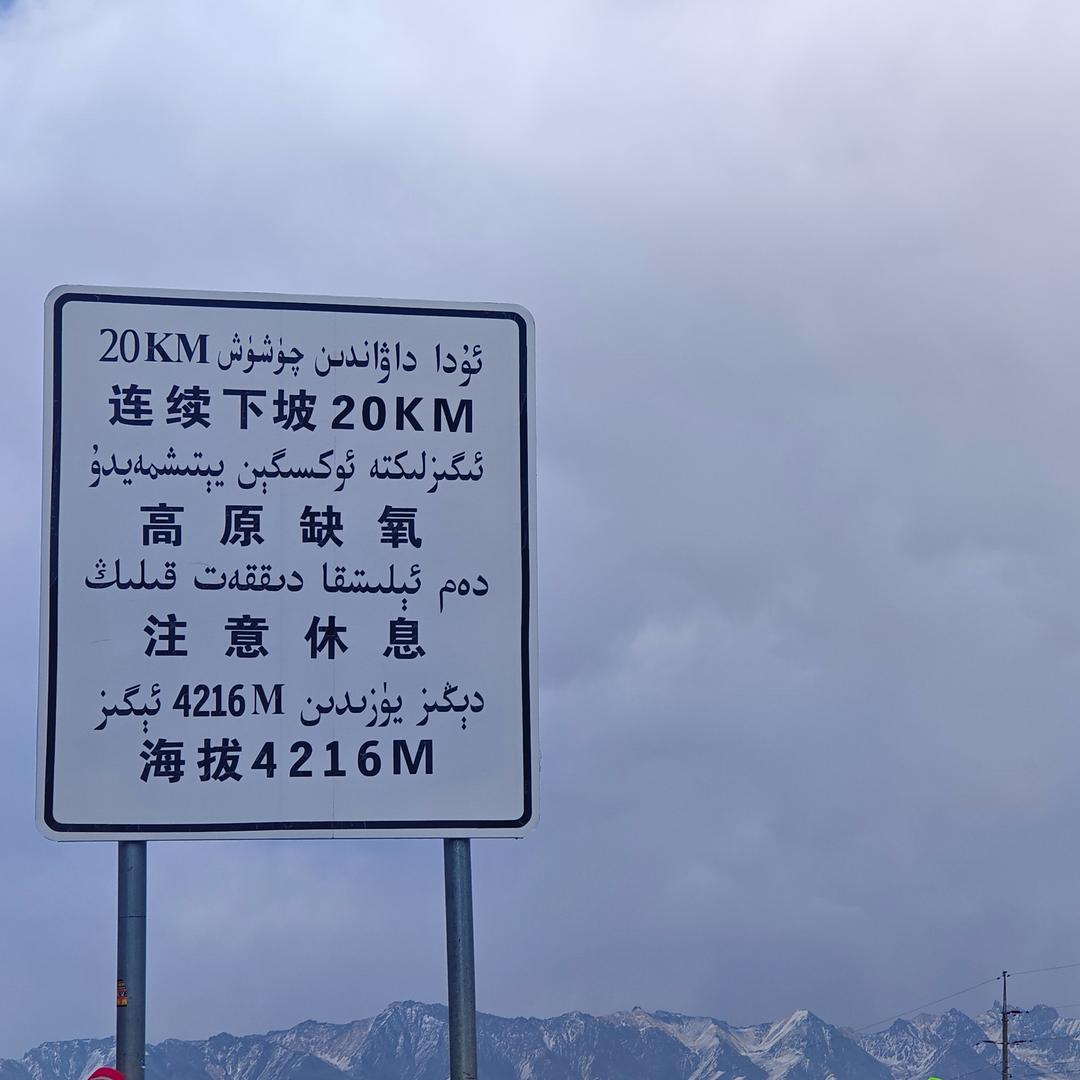 ئۇدا داۋاندىن چۈشۈش 20KM
连续下坡20KM
ئىگىزلىكتە ئوكسىگېن يېتىشمەيدۇ
高原缺氧
دەم ئېلىشقا دىققەت قىلىڭ
注意休息
دېڭىز يۈزىدىن 4216M ئېگىز
海拔4216M